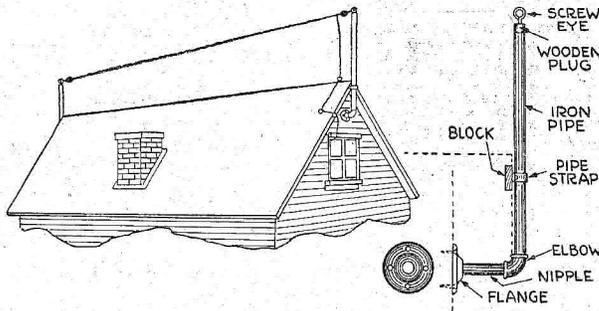 SCREW
EYE
WOODEN
PLUG
IRON
PIPE
BLOCK
PIPE
STRAP
ELBOW
NIPPLE
FLANGE